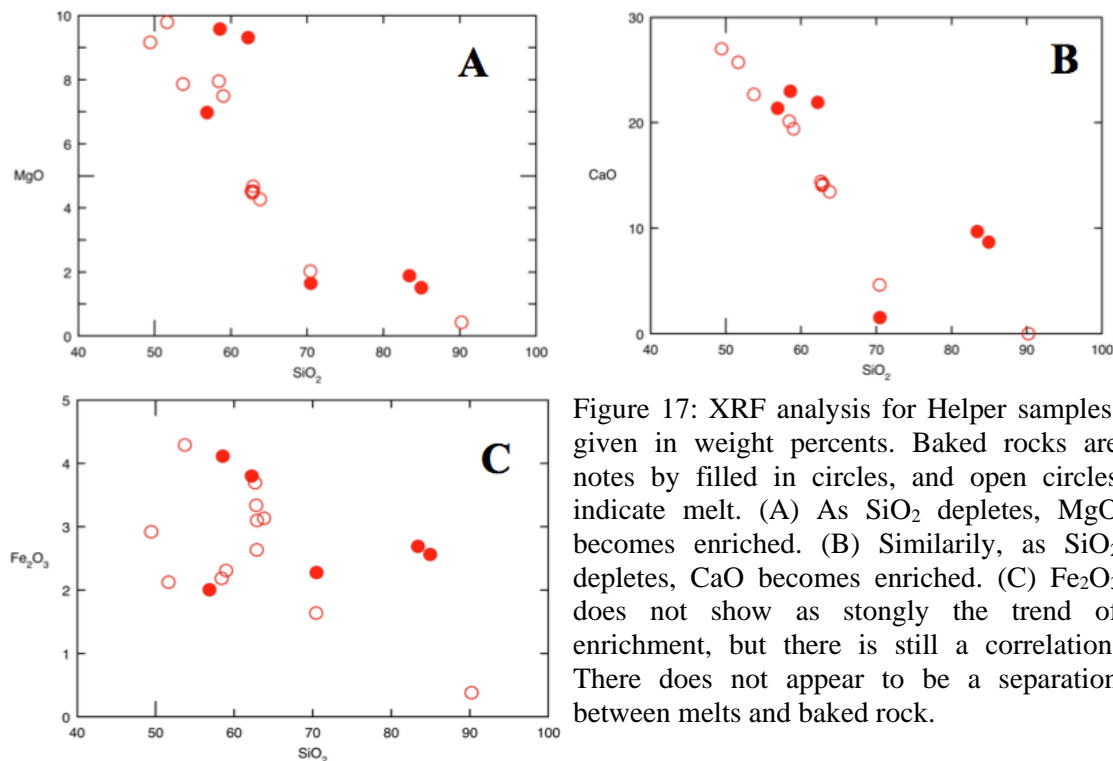 10
8
6
MgO
4
2
0
40 50 60 70 80 90 100
SiO₂
A
30
20
CaO
10
0
40 50 60 70 80 90 100
SiO₂
B
5
4
3
Fe₂O₃
2
1
0
40 50 60 70 80 90 100
SiO₂
C
Figure 17: XRF analysis for Helper samples
given in weight percents. Baked rocks are
notes by filled in circles, and open circles
indicate melt. (A) As SiO₂ depletes, MgO
becomes enriched. (B) Similarily, as SiO₂
depletes, CaO becomes enriched. (C) Fe₂O₃
does not show as stongly the trend of
enrichment, but there is still a correlation
There does not appear to be a separation
between melts and baked rock.